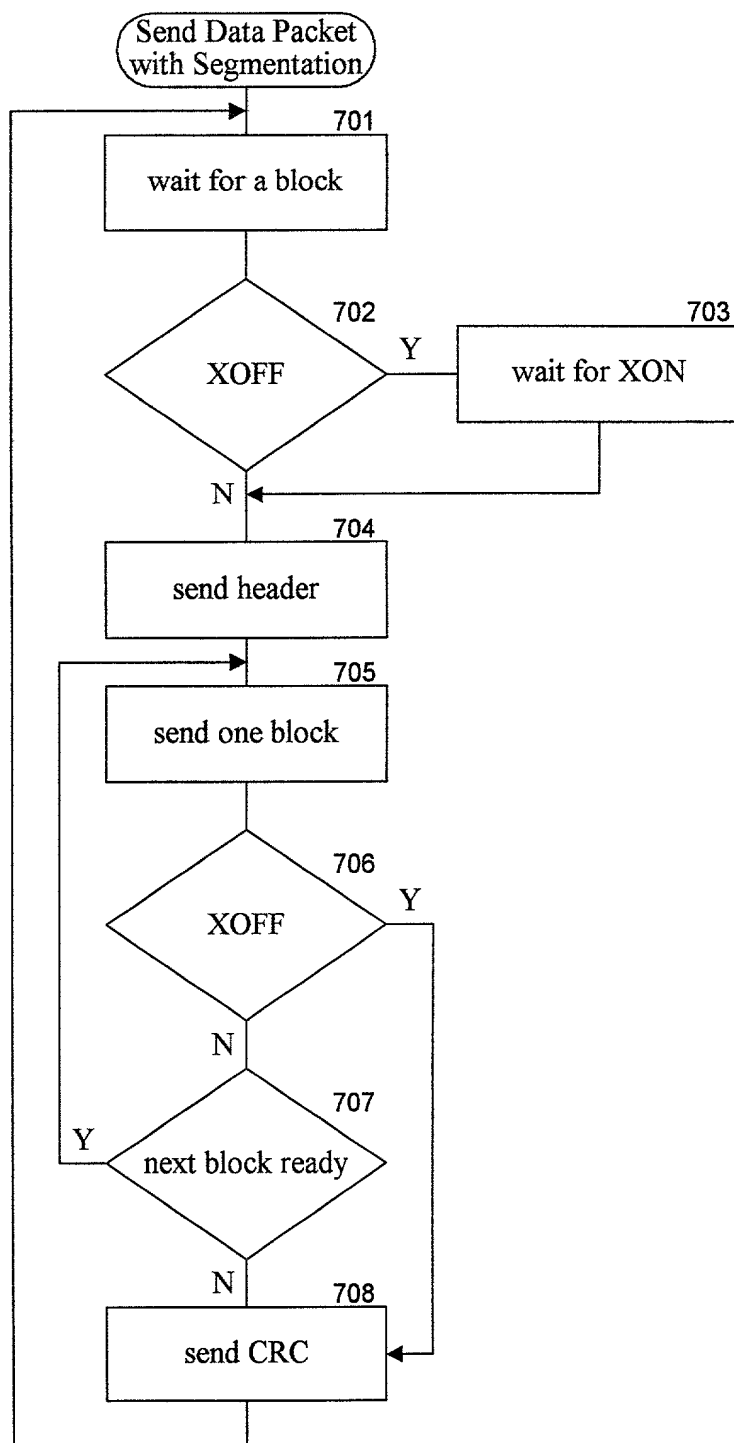 Send Data Packet
with Segmentation
701
wait for a block
702
XOFF
Y
703
wait for XON
N
704
send header
705
send one block
706
XOFF
Y
N
707
Y
next block ready
N
708
send CRC